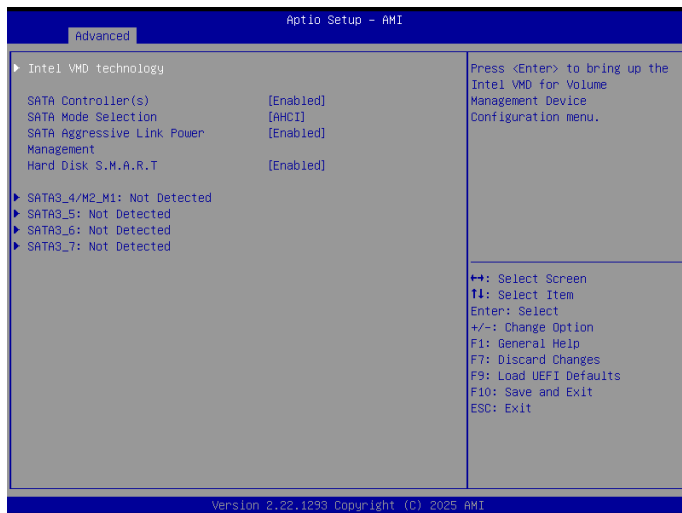 Aptio Setup - AMI
Advanced
▶ Intel VMD technology
SATA Controller(s) [Enabled]
SATA Mode Selection [AHCI]
SATA Aggressive Link Power [Enabled]
Management
Hard Disk S.M.A.R.T [Enabled]
▶ SATA3_4/M2_M1: Not Detected
▶ SATA3_5: Not Detected
▶ SATA3_6: Not Detected
▶ SATA3_7: Not Detected
Press <Enter> to bring up the
Intel VMD for Volume
Management Device
Configuration menu.
↔: Select Screen
↑↓: Select Item
Enter: Select
+/-: Change Option
F1: General Help
F7: Discard Changes
F9: Load UEFI Defaults
F10: Save and Exit
ESC: Exit
Version 2.22.1293 Copyright (C) 2025 AMI